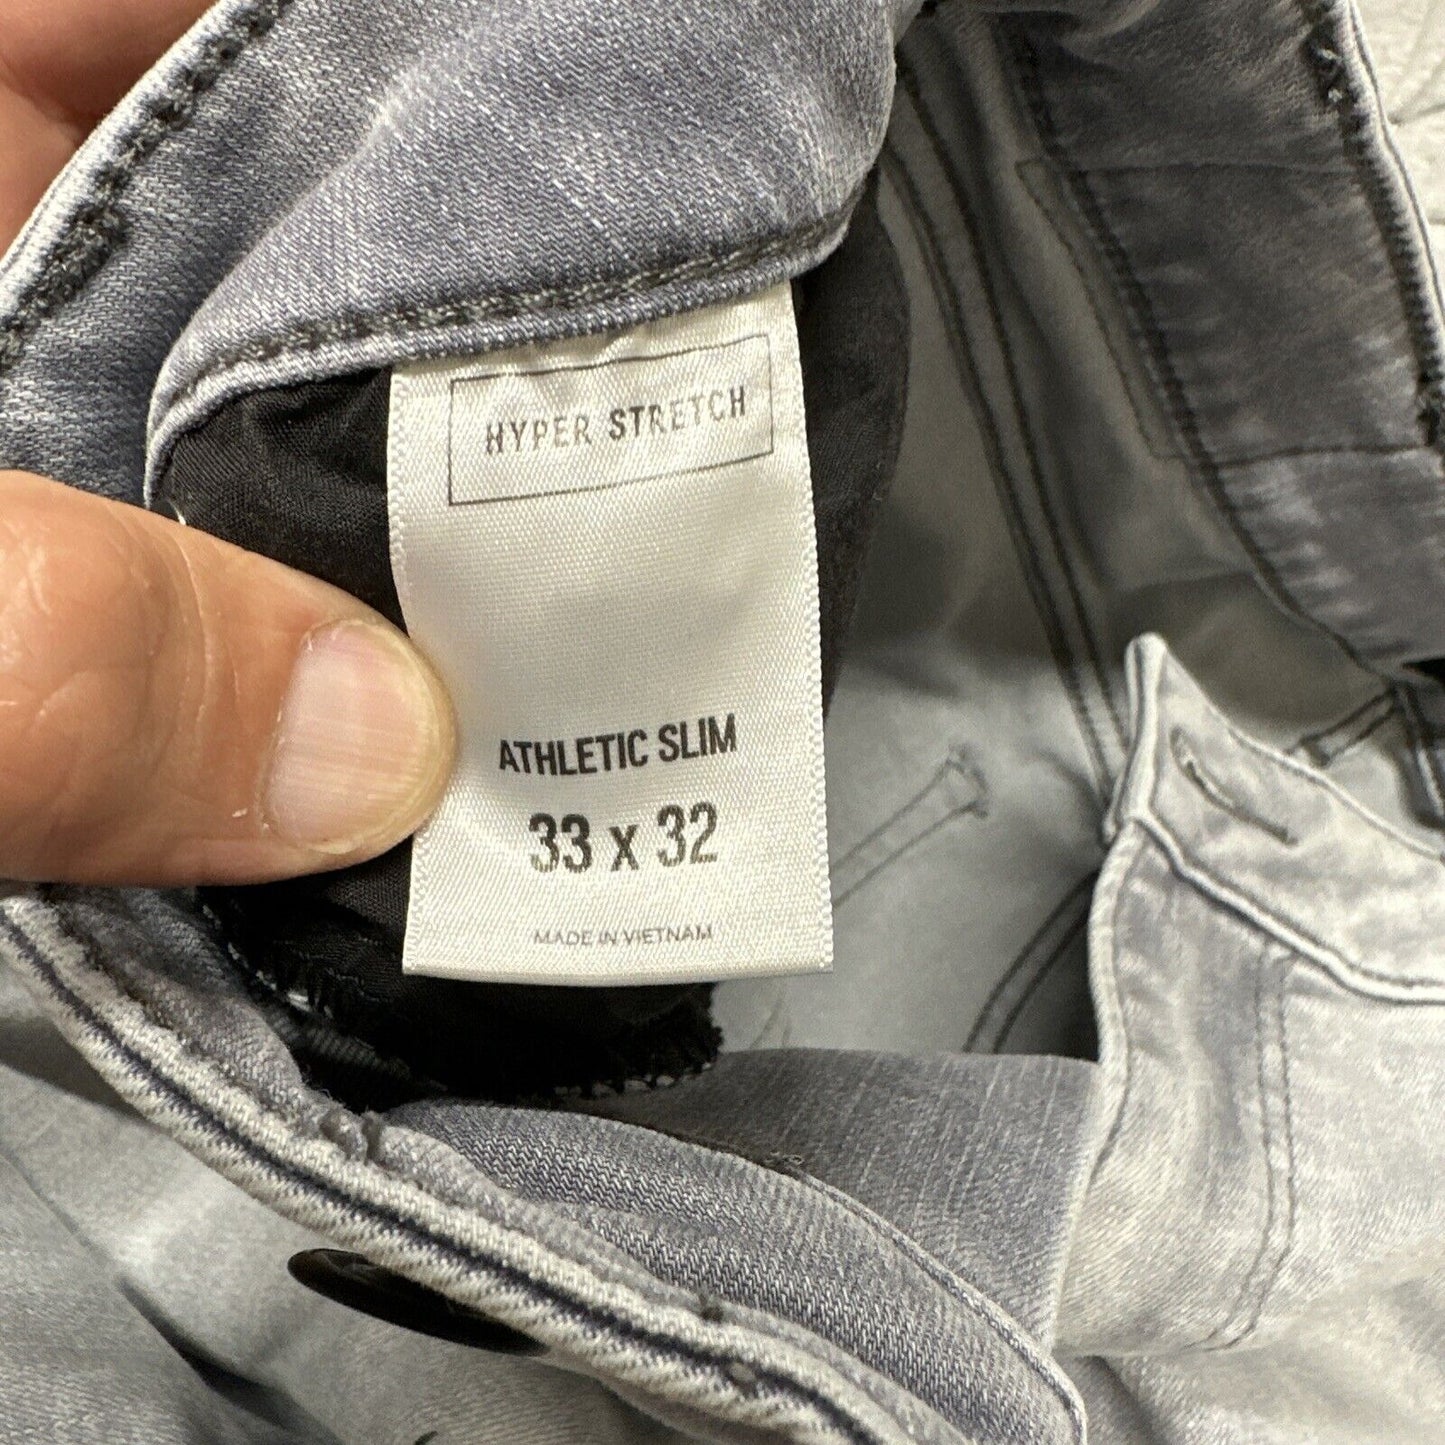 HYPER STRETCH
ATHLETIC SLIM
33 x 32
MADE IN VIETNAM